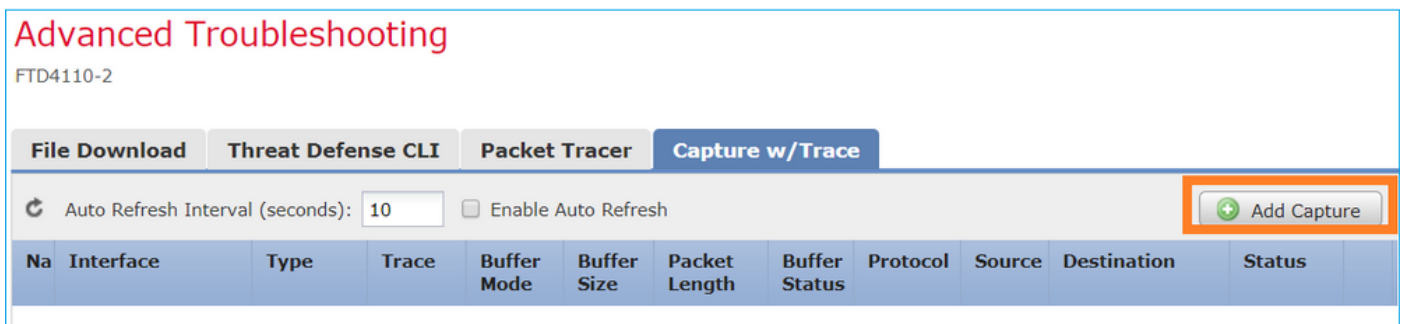 Advanced Troubleshooting
FTD4110-2
File Download Threat Defense CLI Packet Tracer Capture w/Trace
Auto Refresh Interval (seconds): 10 Enable Auto Refresh Add Capture
Na Interface Type Trace Buffer Buffer Packet Buffer Protocol Source Destination Status
Mode Size Length Status